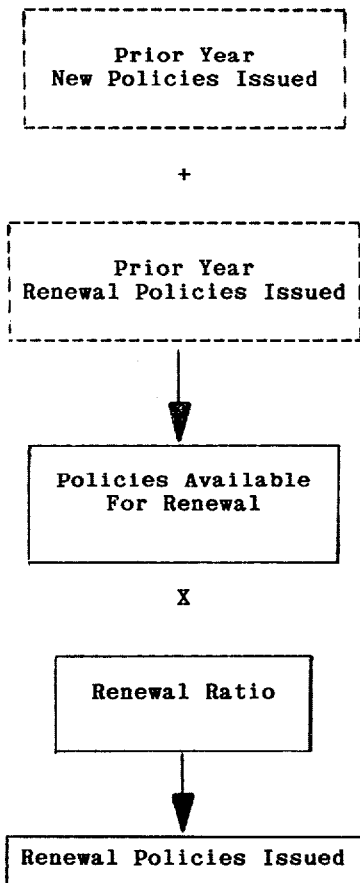 Prior Year
New Policies Issued
+
Prior Year
Renewal Policies Issued
Policies Available
For Renewal
X
Renewal Ratio
Renewal Policies Issued